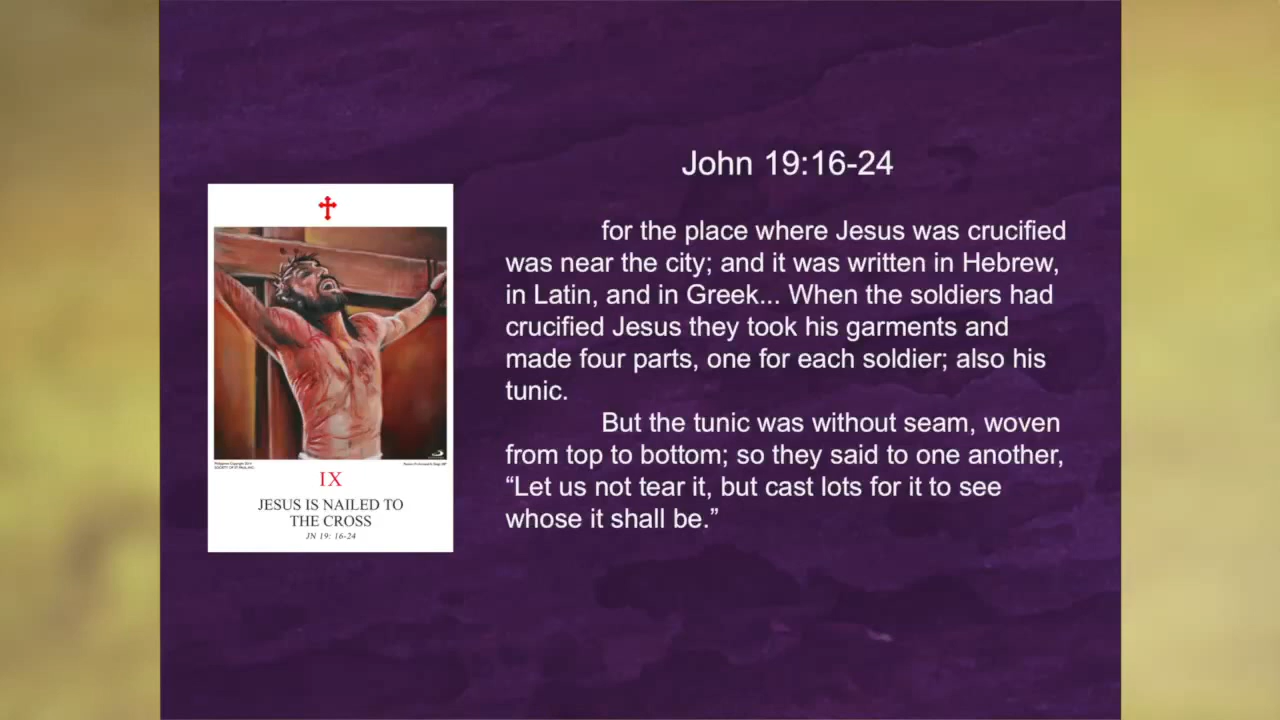 John 19:16-24
for the place where Jesus was crucified
was near the city; and it was written in Hebrew,
in Latin, and in Greek... When the soldiers had
crucified Jesus they took his garments and
made four parts, one for each soldier; also his
tunic.
But the tunic was without seam, woven
from top to bottom; so they said to one another,
“Let us not tear it, but cast lots for it to see
whose it shall be.”
IX
JESUS IS NAILED TO
THE CROSS
JN 19: 16-24